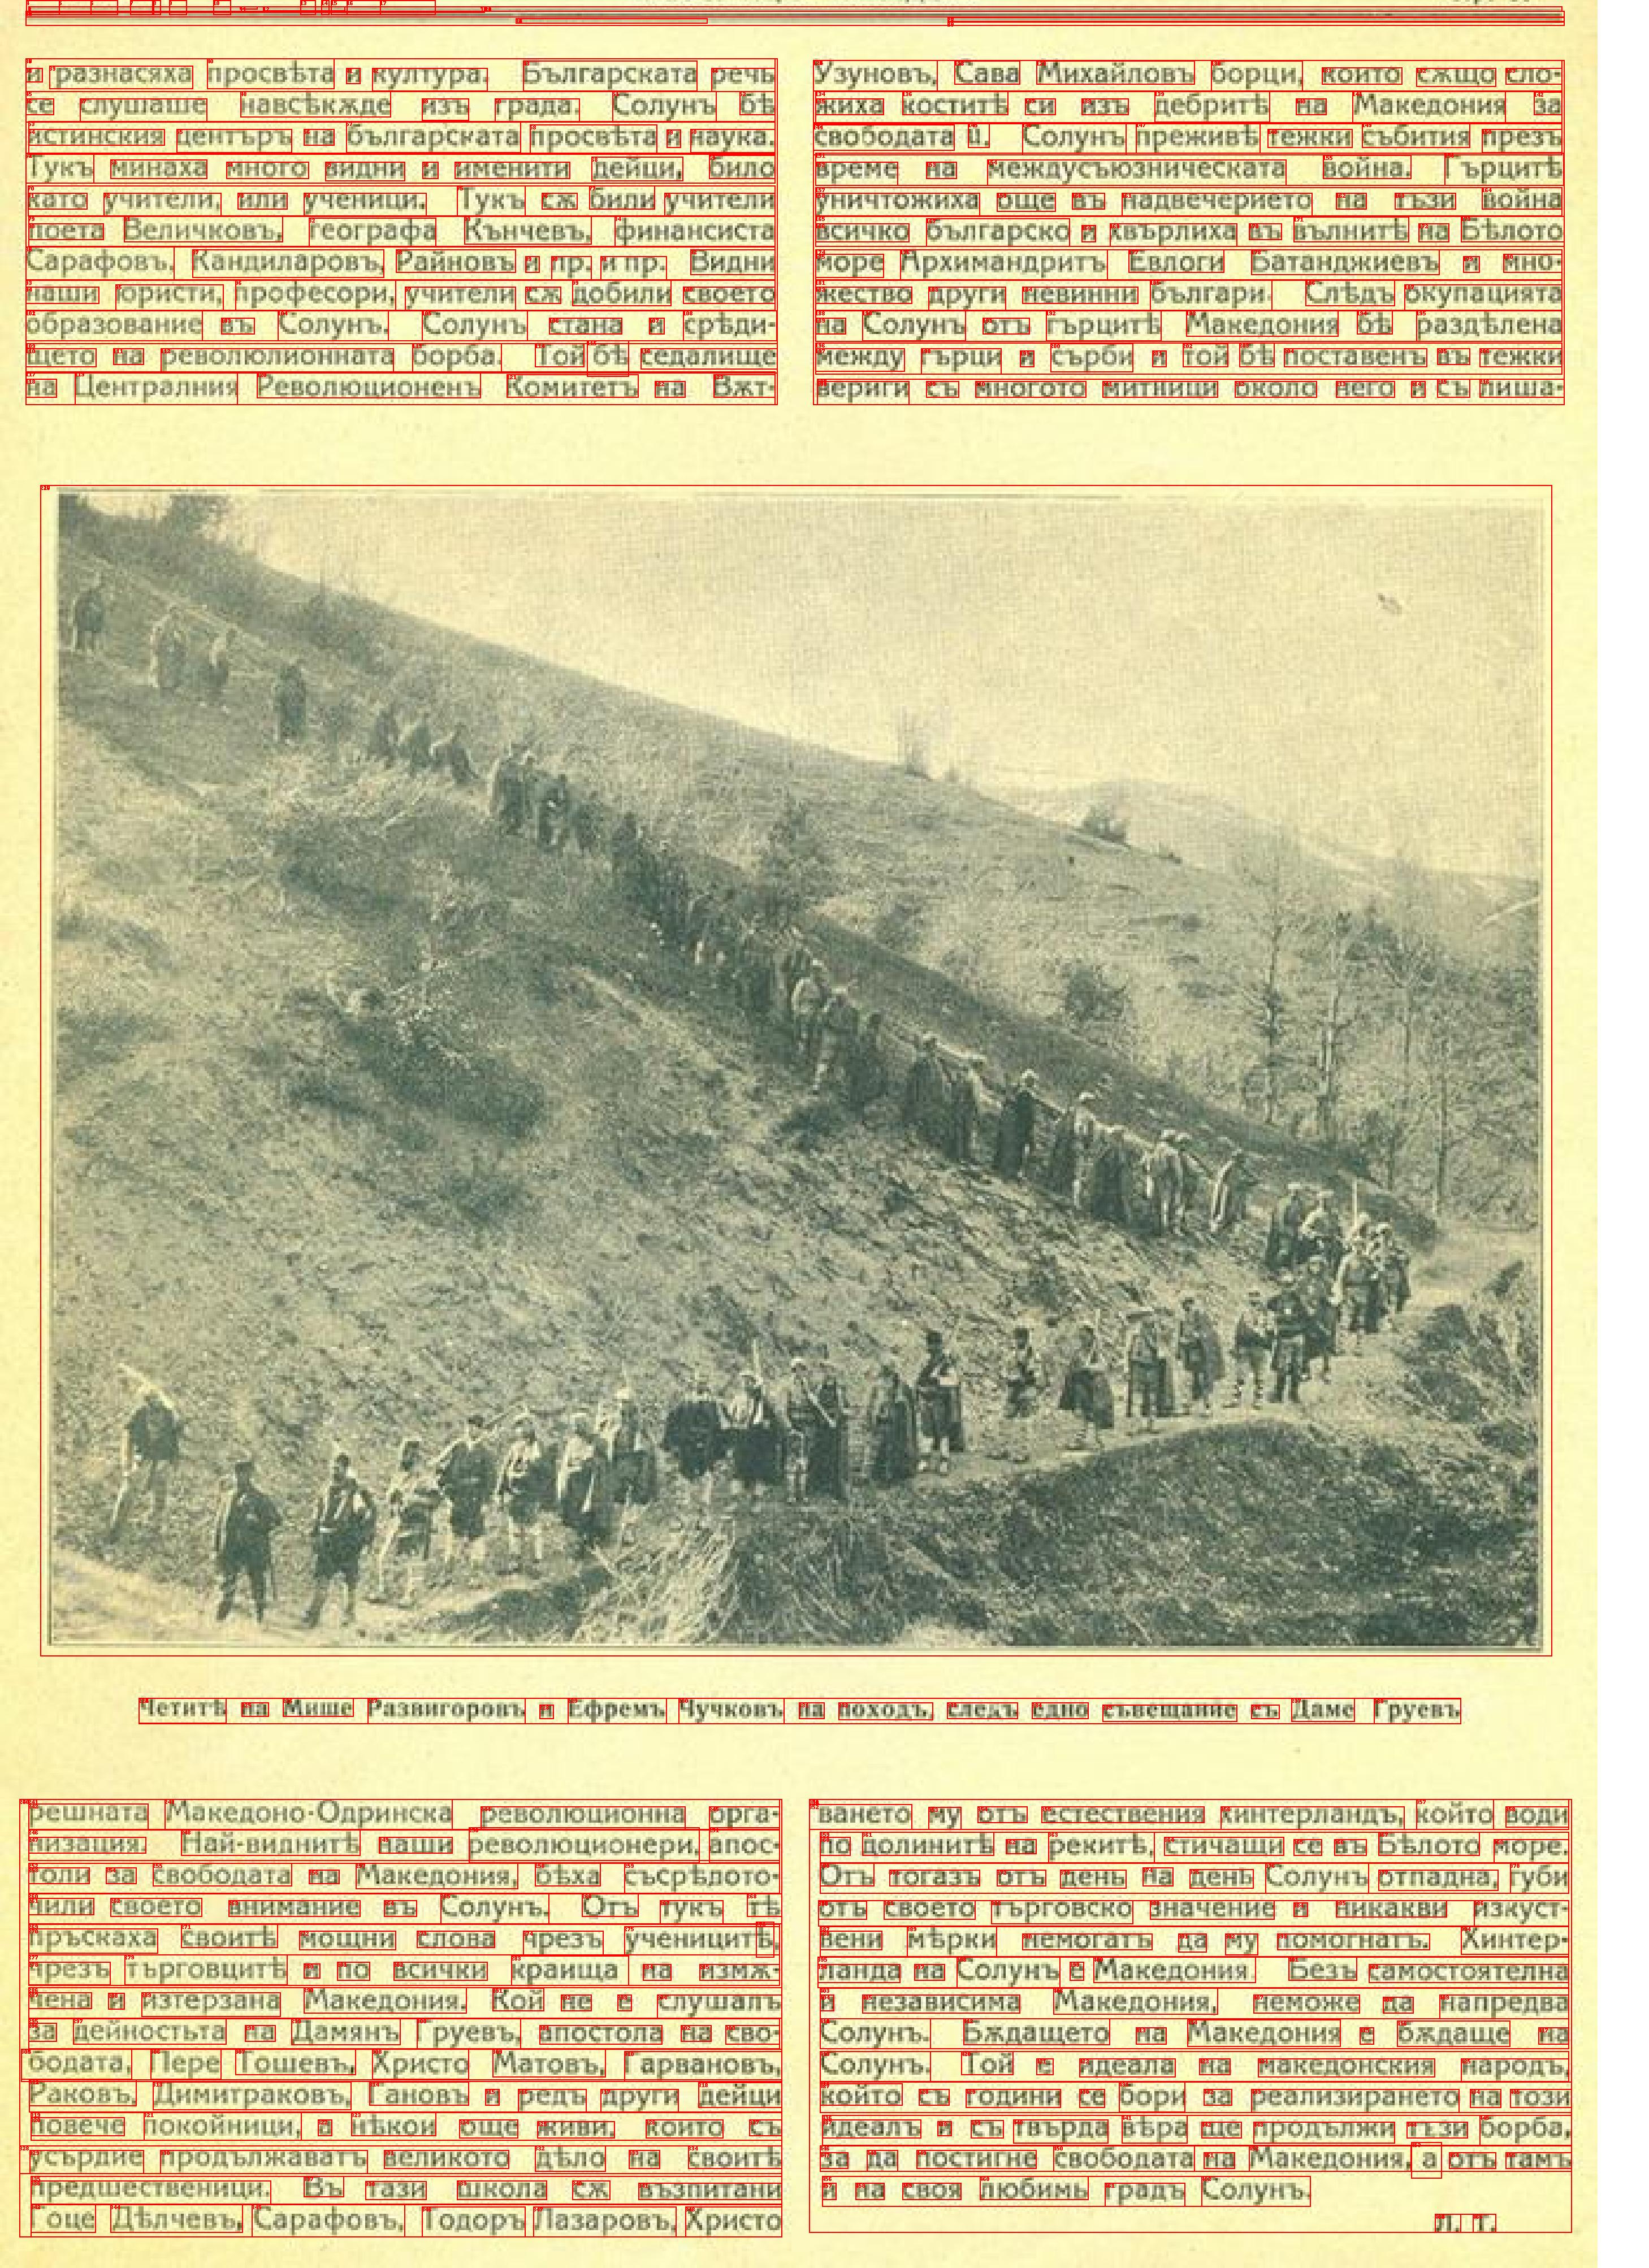 и разнасяха просвѣта и култура. Българската речь
се слушаше навсѣкѫде изъ града. Солунъ бѣ
истинския центъръ на българската просвѣта и наука.
Тукъ минаха много видни и именити дейци, било
като учители, или ученици. Тукъ сѫ били учители
поета Величковъ, географа Кънчевъ, финансиста
Сарафовъ, Кандиларовъ, Райновъ и пр. и пр. Видни
наши юристи, професори, учители сѫ добили своето
образование въ Солунъ. Солунъ стана и срѣди-
щето на революлионната борба. Той бѣ седалище
на Централния Революционенъ Комитетъ на Вѫт-
Узуновъ, Сава Михайловъ борци, които сѫщо сло-
жиха коститѣ си изъ дебритѣ на Македония за
свободата ѝ. Солунъ преживѣ тежки събития презъ
време на междусъюзническата война. Гърцитѣ
уничтожиха още въ надвечерието на тъзи война
всичко българско и хвърлиха въ вълнитѣ на Бѣлото
море Архимандритъ Евлоги Батанджиевъ и мно-
жество други невинни българи. Слѣдъ окупацията
на Солунъ отъ гърцитѣ Македония бѣ раздѣлена
между гърци и сърби и той бѣ поставенъ въ тежки
вериги съ многото митници около него и съ лиша-
Четитѣ на Мише Развигоровъ и Ефремъ Чучковъ на походъ, следъ едно съвещание съ Даме Груевъ
решната Македоно-Одринска революционна орга-
низация. Най-виднитѣ наши революционери, апос-
толи за свободата на Македония, бѣха съсрѣдото-
чили своето внимание въ Солунъ. Отъ тукъ тѣ
пръскаха своитѣ мощни слова чрезъ ученицитѣ,
чрезъ търговцитѣ и по всички краища на измѫ-
чена и изтерзана Македония. Кой не е слушалъ
за дейностьта на Дамянъ Груевъ, апостола на сво-
бодата, Пере Тошевъ, Христо Матовъ, Гарвановъ,
Раковъ, Димитраковъ, Гановъ и редъ други дейци
повече покойници, а нѣкои още живи, които съ
усърдие продължаватъ великото дѣло на своитѣ
предшественици. Въ тази школа сѫ възпитани
Гоце Дѣлчевъ, Сарафовъ, Тодоръ Лазаровъ, Христо
ването му отъ естествения хинтерландъ, който води
по долинитѣ на рекитѣ, стичащи се въ Бѣлото море.
Отъ тогазъ отъ день на день Солунъ отпадна, губи
отъ своето търговско значение и никакви изкуст-
вени мѣрки немогатъ да му помогнатъ. Хинтер-
ланда на Солунъ е Македония. Безъ самостоятелна
и независима Македония, неможе да напредва
Солунъ. Бѫдащето на Македония е бѫдаще на
Солунъ. Той е идеала на македонския народъ,
който съ години се бори за реализирането на този
идеалъ и съ твърда вѣра ще продължи тъзи борба,
за да постигне свободата на Македония, а отъ тамъ
и на своя любимъ градъ Солунъ.
Л. Т.